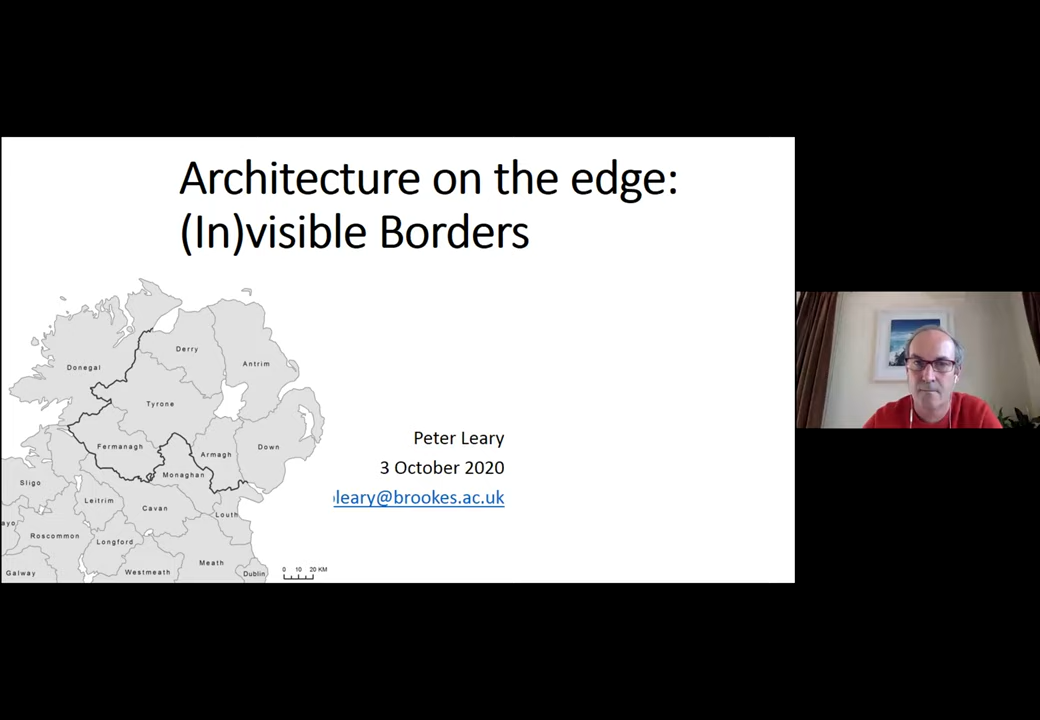 Architecture on the edge:
(In)visible Borders
Donegal
Derry
Antrim
Tyrone
Fermanagh
Armagh
Down
Monaghan
Sligo
Leitrim
Cavan
Louth
ayo
Roscommon
Longford
Meath
Galway
Westmeath
Dublin
0 10 20 KM
Peter Leary
3 October 2020
leary@brookes.ac.uk